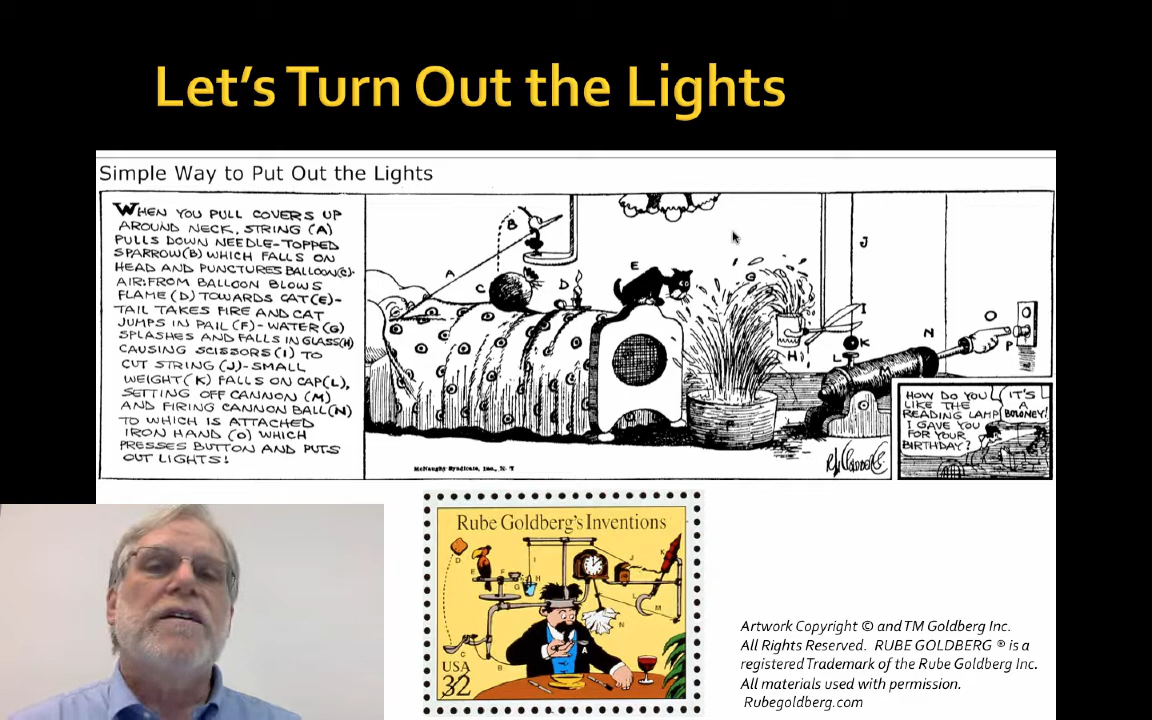 Let's Turn Out the Lights
Simple Way to Put Out the Lights
WHEN YOU PULL COVERS UP
AROUND NECK, STRING (A)
PULLS DOWN NEEDLE-TOPPED
SPARROW(B) WHICH FALLS ON
HEAD AND PUNCTURES BALLOON(C)-
AIR FROM BALLOON BLOWS
FLAME (D) TOWARDS CAT(E)-
TAIL TAKES FIRE AND CAT
JUMPS IN PAIL (F)- WATER (G)
SPLASHES AND FALLS IN GLASS(H)
CAUSING SCISSORS(I) TO
CUT STRING (J)-SMALL
WEIGHT(K) FALLS ON CAP(L),
SETTING OFF CANNON (M)
AND FIRING CANNON BALL(N)
TO WHICH IS ATTACHED
IRON HAND (O) WHICH
PRESSES BUTTON AND PUTS
OUT LIGHTS!
A
B
C
D
E
G
H
I
J
K
L
N
O
P
McNaught Syndicate, Inc., N. Y.
HOW DO YOU
LIKE THE
READING LAMP
I GAVE YOU
FOR YOUR
BIRTHDAY?
IT'S
A
BOLONEY!
Rube Goldberg's Inventions
D
E
F
G
H
I
J
K
L
M
N
A
B
C
USA
32
Artwork Copyright © and TM Goldberg Inc.
All Rights Reserved. RUBE GOLDBERG ® is a
registered Trademark of the Rube Goldberg Inc.
All materials used with permission.
Rubegoldberg.com